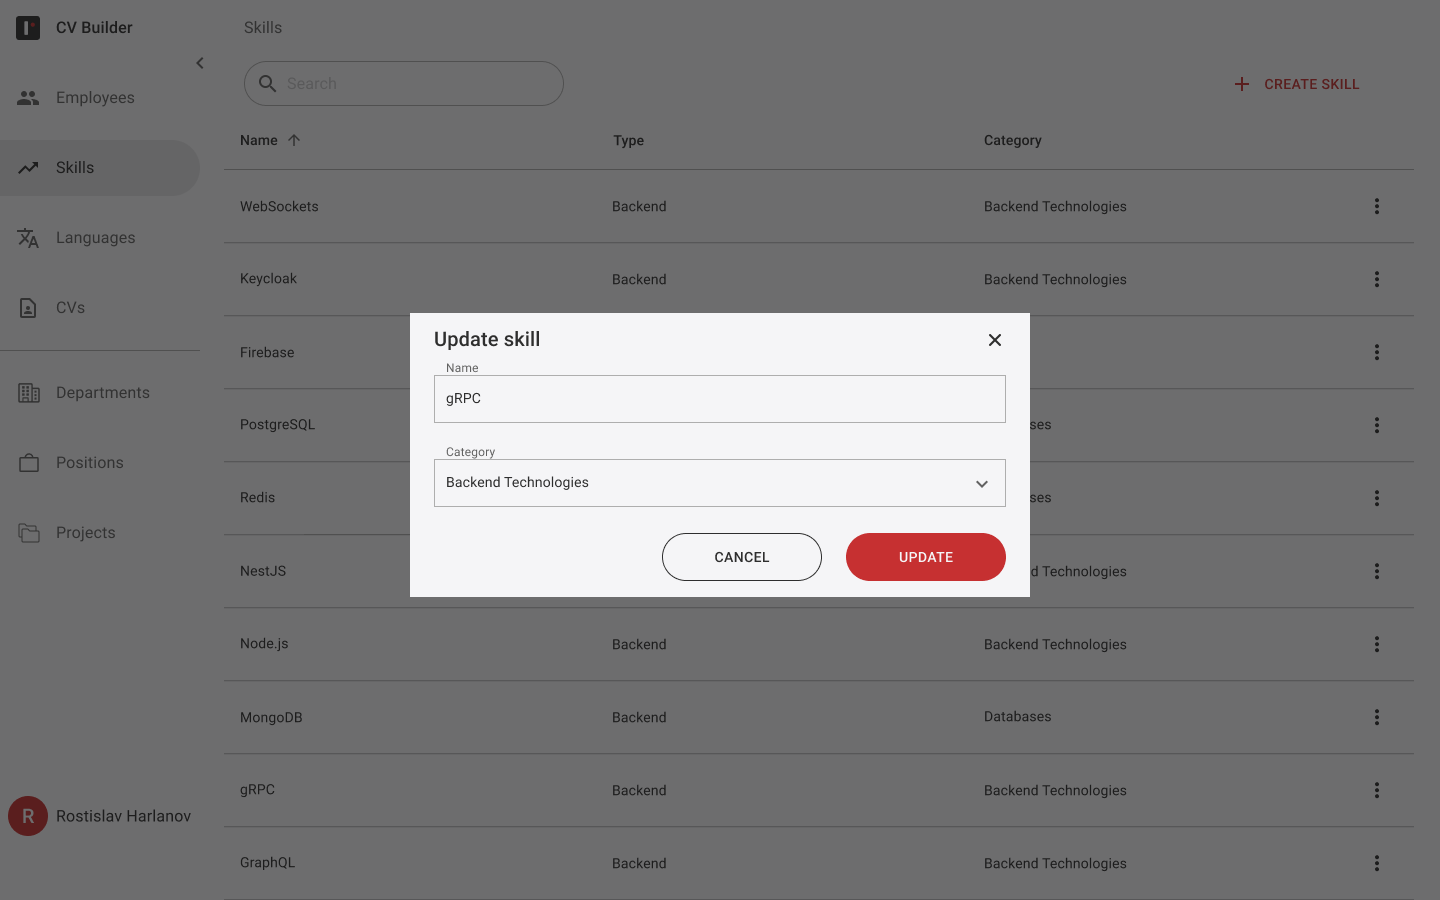 CV Builder
Skills
Employees
Search
CREATE SKILL
Skills
Name
Type
Category
WebSockets
Backend
Backend Technologies
Languages
Keycloak
Backend
Backend Technologies
CVs
Firebase
Departments
PostgreSQL
ses
Positions
Redis
ses
Projects
NestJS
d Technologies
Update skill
Name
gRPC
Category
Backend Technologies
CANCEL
UPDATE
Node.js
Backend
Backend Technologies
MongoDB
Backend
Databases
gRPC
Backend
Backend Technologies
R
Rostislav Harlanov
GraphQL
Backend
Backend Technologies